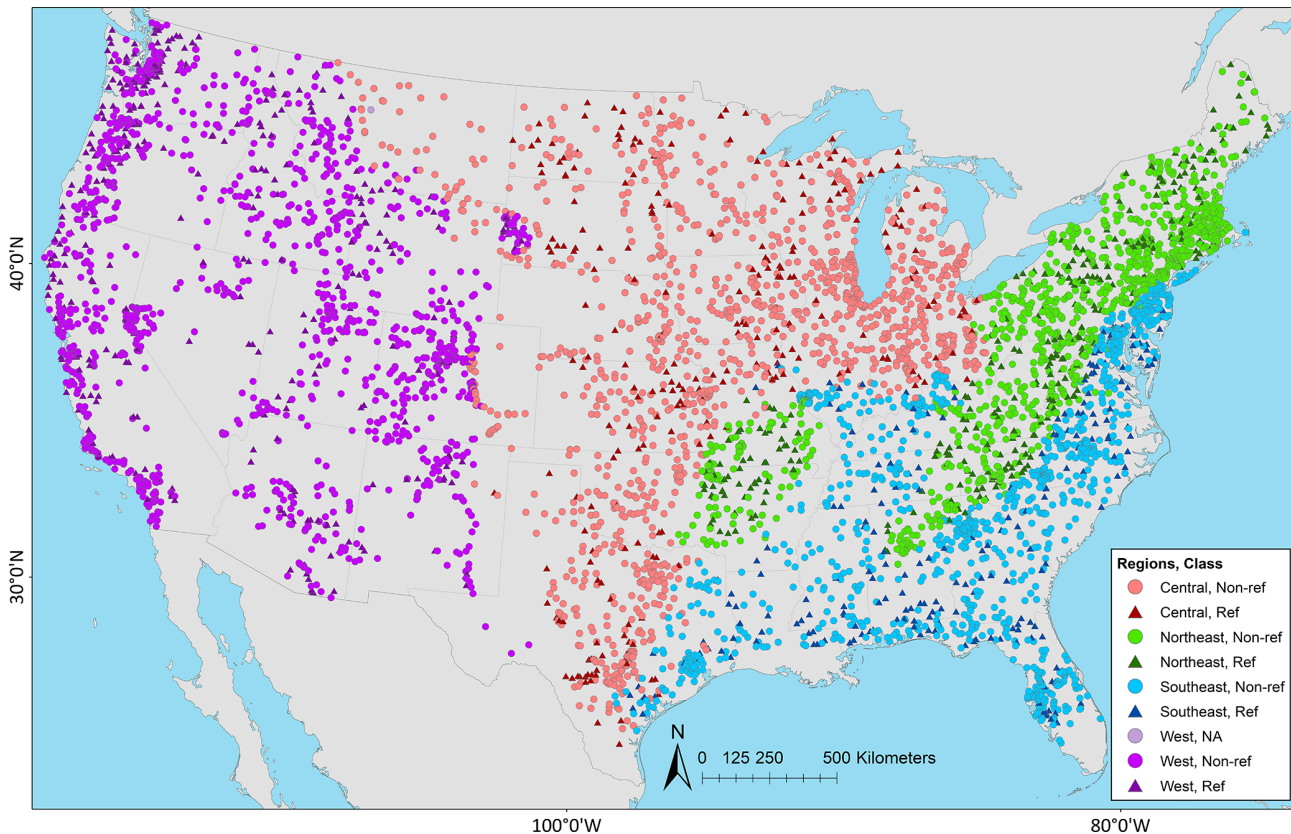 40°0'N
30°0'N
100°0'W
80°0'W
N
0 125 250 500 Kilometers
Regions, Class
Central, Non-ref
Central, Ref
Northeast, Non-ref
Northeast, Ref
Southeast, Non-ref
Southeast, Ref
West, NA
West, Non-ref
West, Ref